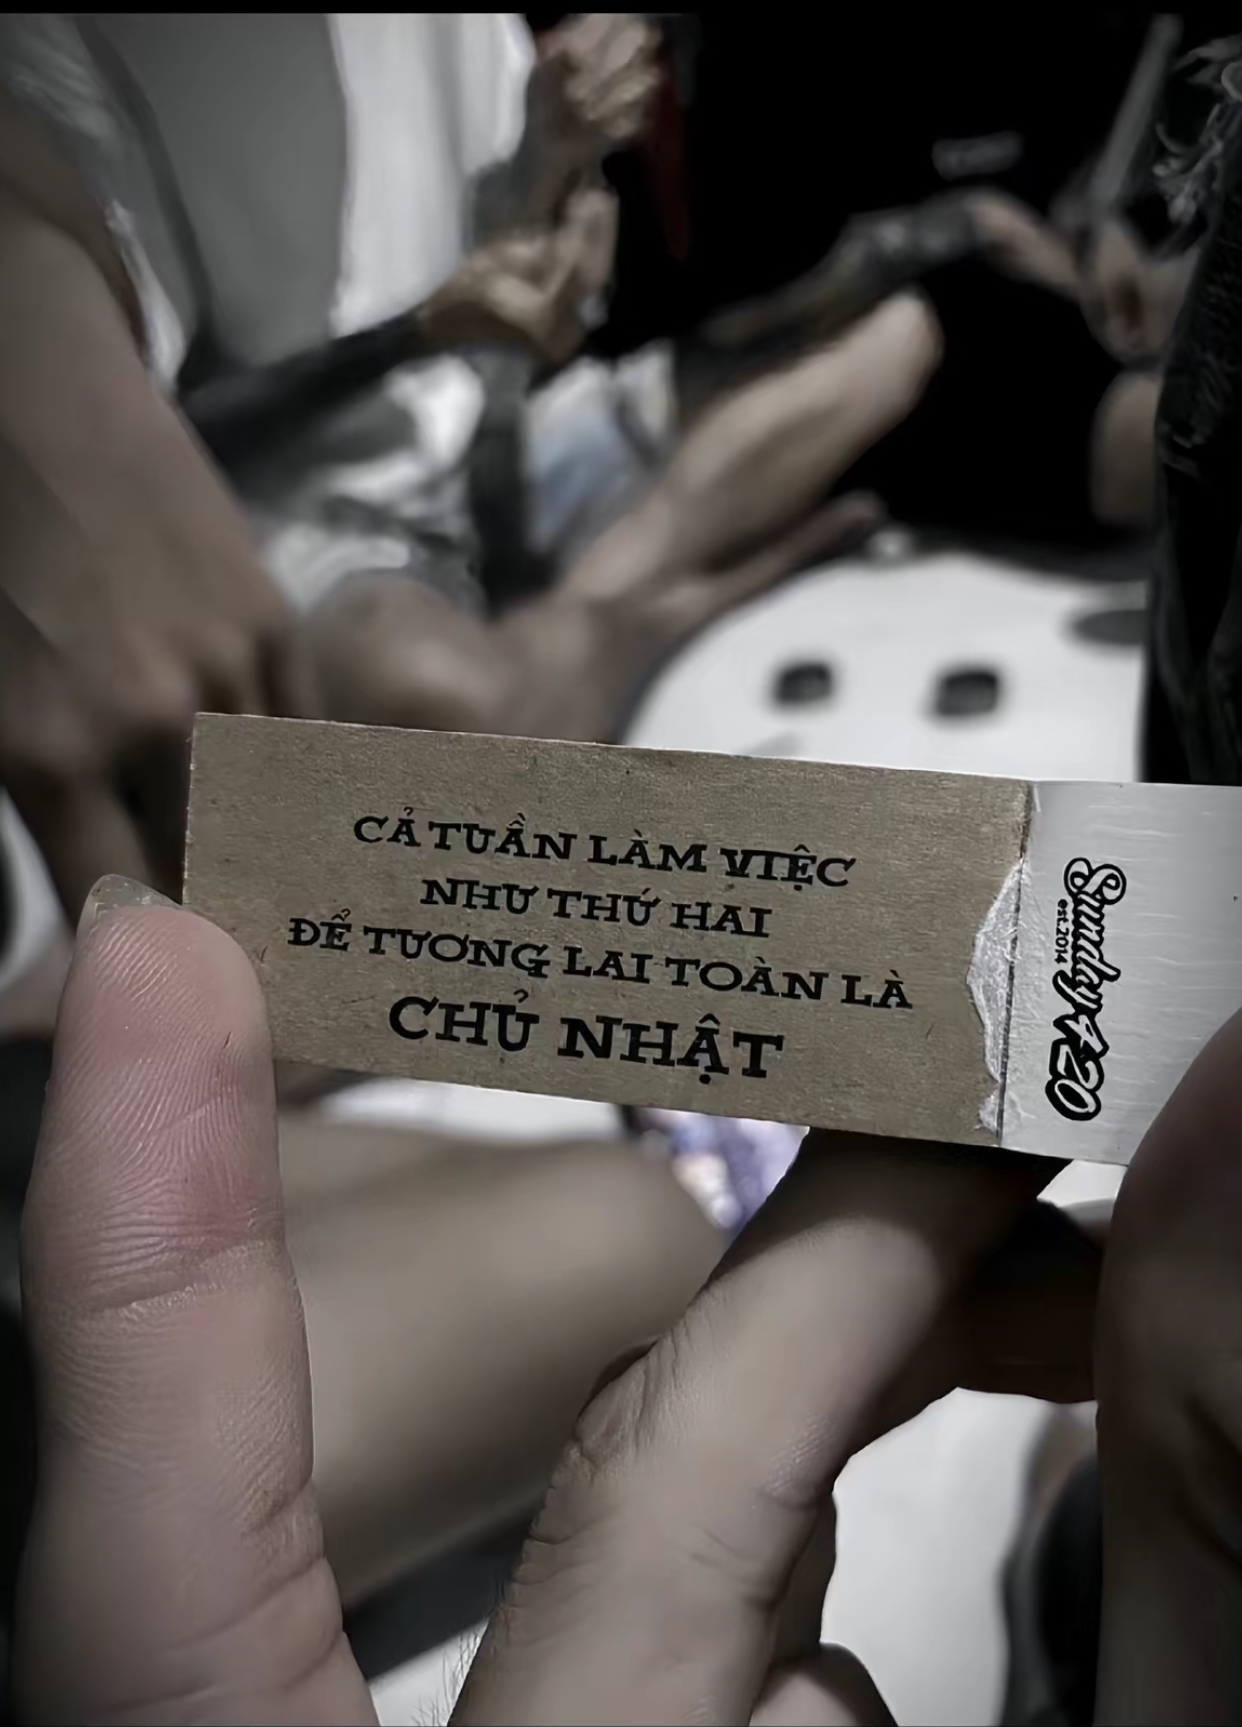 CẢ TUẦN LÀM VIỆC
NHƯ THỨ HAI
ĐỂ TƯƠNG LAI TOÀN LÀ
CHỦ NHẬT
Sunday420
est.2014